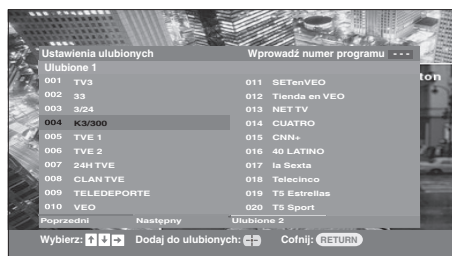 Ustawienia ulubionych Wprowadź numer programu ---
Ulubione 1
001 TV3
002 33
003 3/24
004 K3/300
005 TVE 1
006 TVE 2
007 24H TVE
008 CLAN TVE
009 TELEDEPORTE
010 VEO
011 SETenVEO
012 Tienda en VEO
013 NET TV
014 CUATRO
015 CNN+
016 40 LATINO
017 la Sexta
018 Telecinco
019 T5 Estrellas
020 T5 Sport
Poprzedni Następny Ulubione 2
Wybierz: ↑ ↓ → Dodaj do ulubionych: Cofnij: RETURN
ton